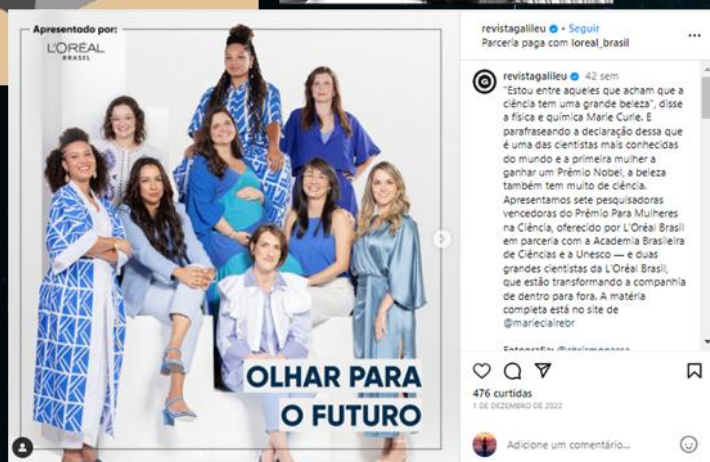 Apresentado por:
L'ORÉAL
BRASIL
OLHAR PARA
O FUTURO
revistagalileu • Seguir
Parceria paga com loreal_brasil
revistagalileu 42 sem
"Estou entre aqueles que acham que a
ciência tem uma grande beleza", disse
a física e química Marie Curie. E
parafraseando a declaração dessa que
é uma das cientistas mais conhecidas
do mundo e a primeira mulher a
ganhar um Prêmio Nobel, a beleza
também tem muito de ciência.
Apresentamos sete pesquisadoras
vencedoras do Prêmio Para Mulheres
na Ciência, oferecido por L'Oréal Brasil
em parceria com a Academia Brasileira
de Ciências e a Unesco — e duas
grandes cientistas da L'Oréal Brasil,
que estão transformando a companhia
de dentro para fora. A matéria
completa está no site de
@marieclairebr
476 curtidas
1 DE DEZEMBRO DE 2022
Adicione um comentário...